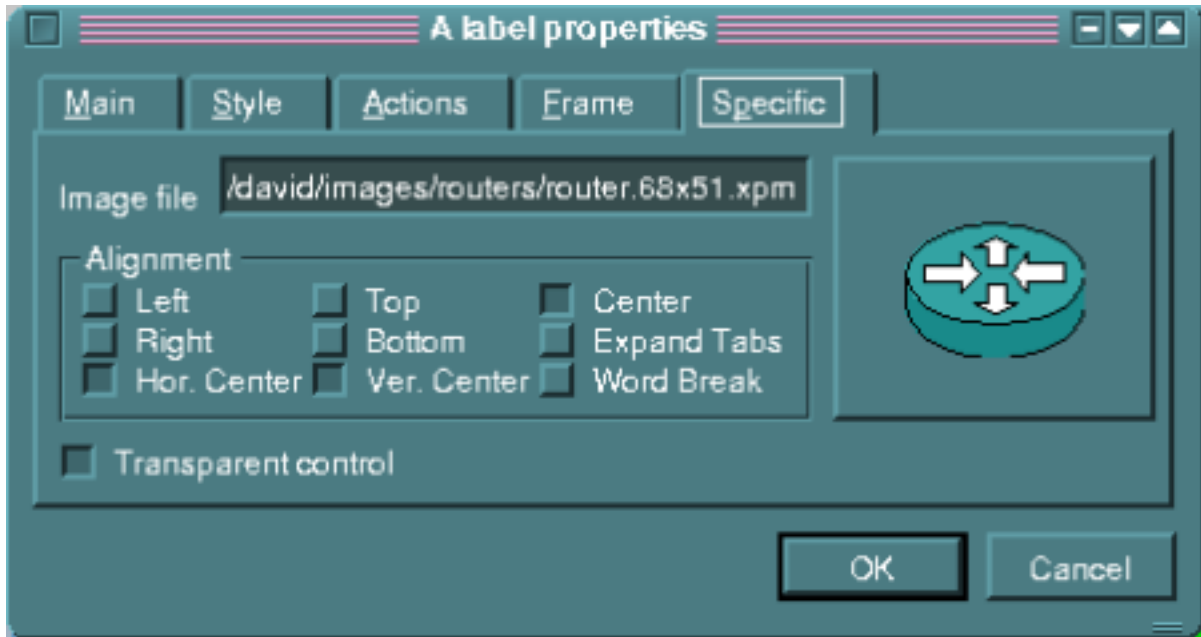 A label properties
Main Style Actions Frame Specific
Image file /david/images/routers/router.68x51.xpm
Alignment
Left Top Center
Right Bottom Expand Tabs
Hor. Center Ver. Center Word Break
Transparent control
OK Cancel